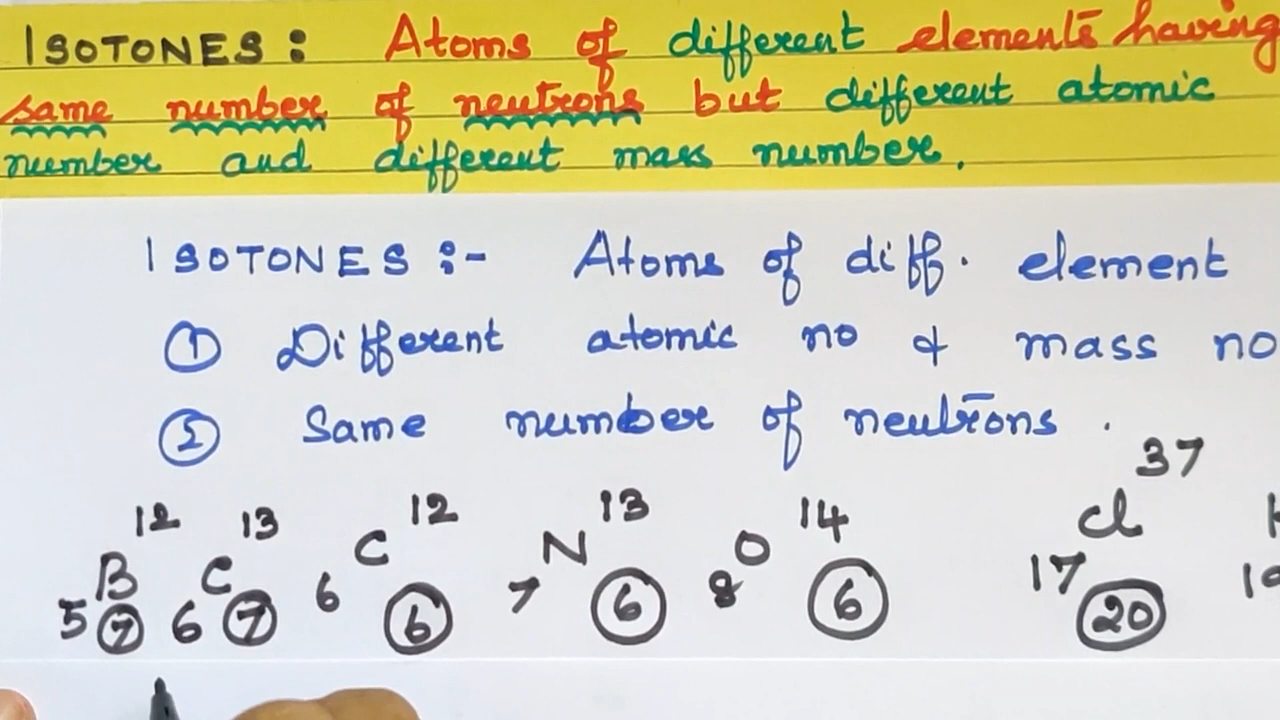 ISOTONES: Atoms of different elements having
same number of neutrons but different atomic
number and different mass number.
ISOTONES :- Atoms of diff. element
① Different atomic no & mass no
② Same number of neutrons.
12 13 12 13 14 37
B C C N O Cl
5 7 6 7 6 6 7 6 8 6 17 20